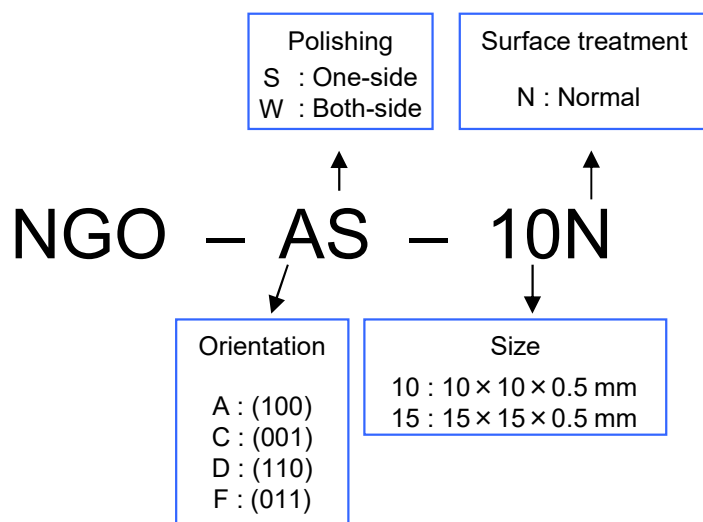 Polishing
S : One-side
W : Both-side
Surface treatment
N : Normal
NGO – AS – 10N
Orientation
A : (100)
C : (001)
D : (110)
F : (011)
Size
10 : 10×10×0.5 mm
15 : 15×15×0.5 mm